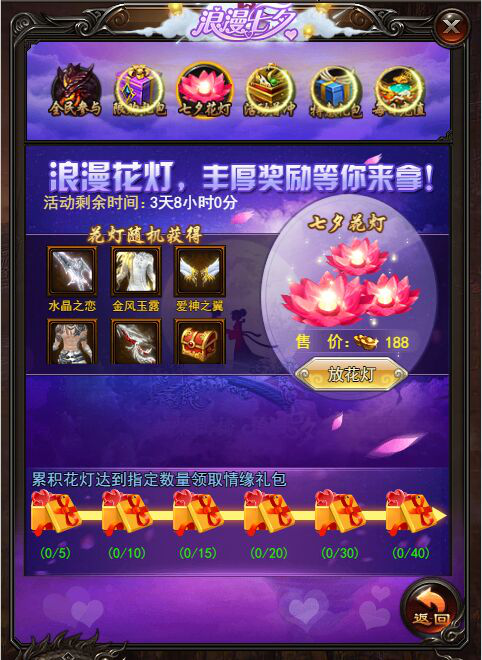 浪漫七夕
全民参与
七夕花灯
浪漫花灯，丰厚奖励等你来拿!
活动剩余时间：3天8小时0分
花灯随机获得
七夕花灯
水晶之恋 金风玉露 爱神之翼
售 价： 188
放花灯
累积花灯达到指定数量领取情缘礼包
(0/5) (0/10) (0/15) (0/20) (0/30) (0/40)
返回